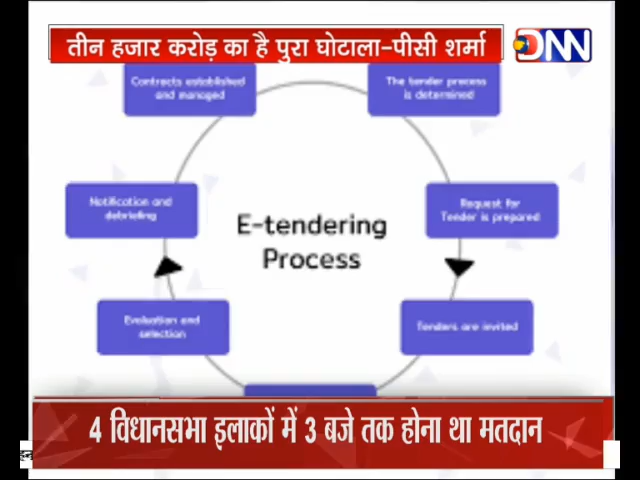 तीन हजार करोड़ का है पुरा घोटाला-पीसी शर्मा
DNN
Contracts established
and managed
The tender process
is determined
Notification and
debriefing
Request for
Tender is prepared
E-tendering
Process
Evaluation and
selection
Tenders are invited
4 विधानसभा इलाकों में 3 बजे तक होना था मतदान